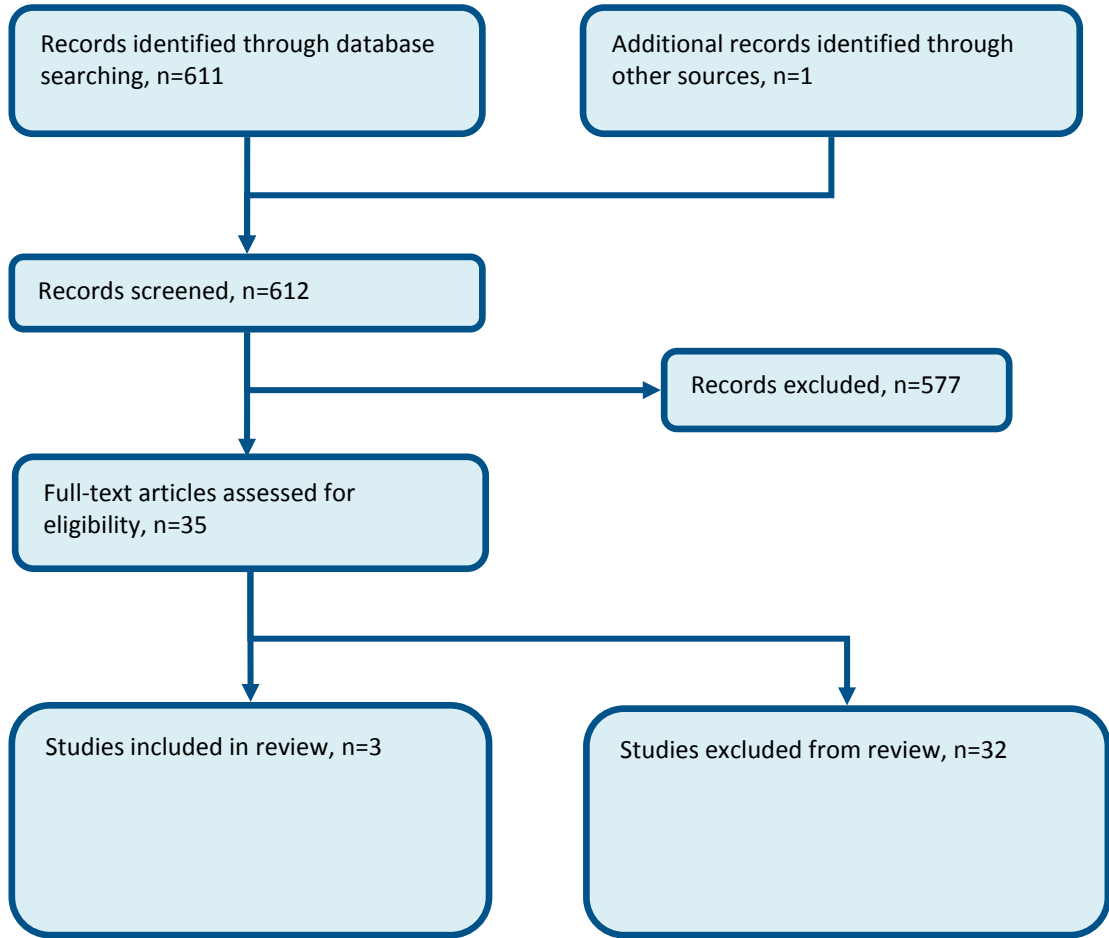 Records identified through database
searching, n=611
Additional records identified through
other sources, n=1
Records screened, n=612
Records excluded, n=577
Full-text articles assessed for
eligibility, n=35
Studies included in review, n=3
Studies excluded from review, n=32